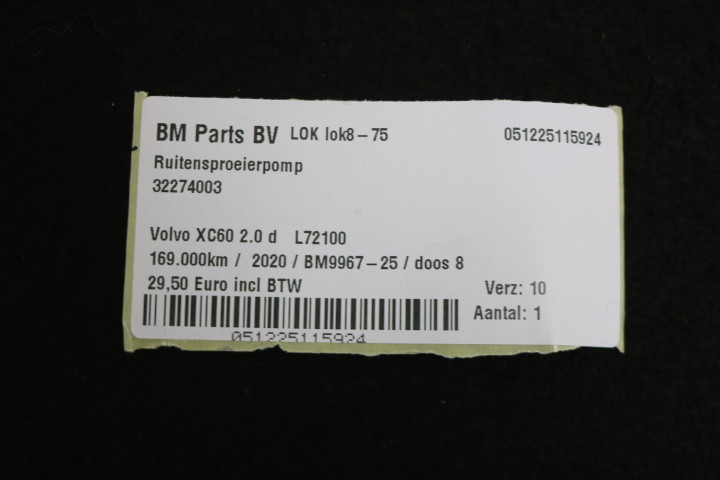 BM Parts BV LOK lok8-75 051225115924
Ruitensproeierpomp
32274003
Volvo XC60 2.0 d L72100
169.000km / 2020 / BM9967-25 / doos 8
29,50 Euro incl BTW Verz: 10
Aantal: 1
051225115924